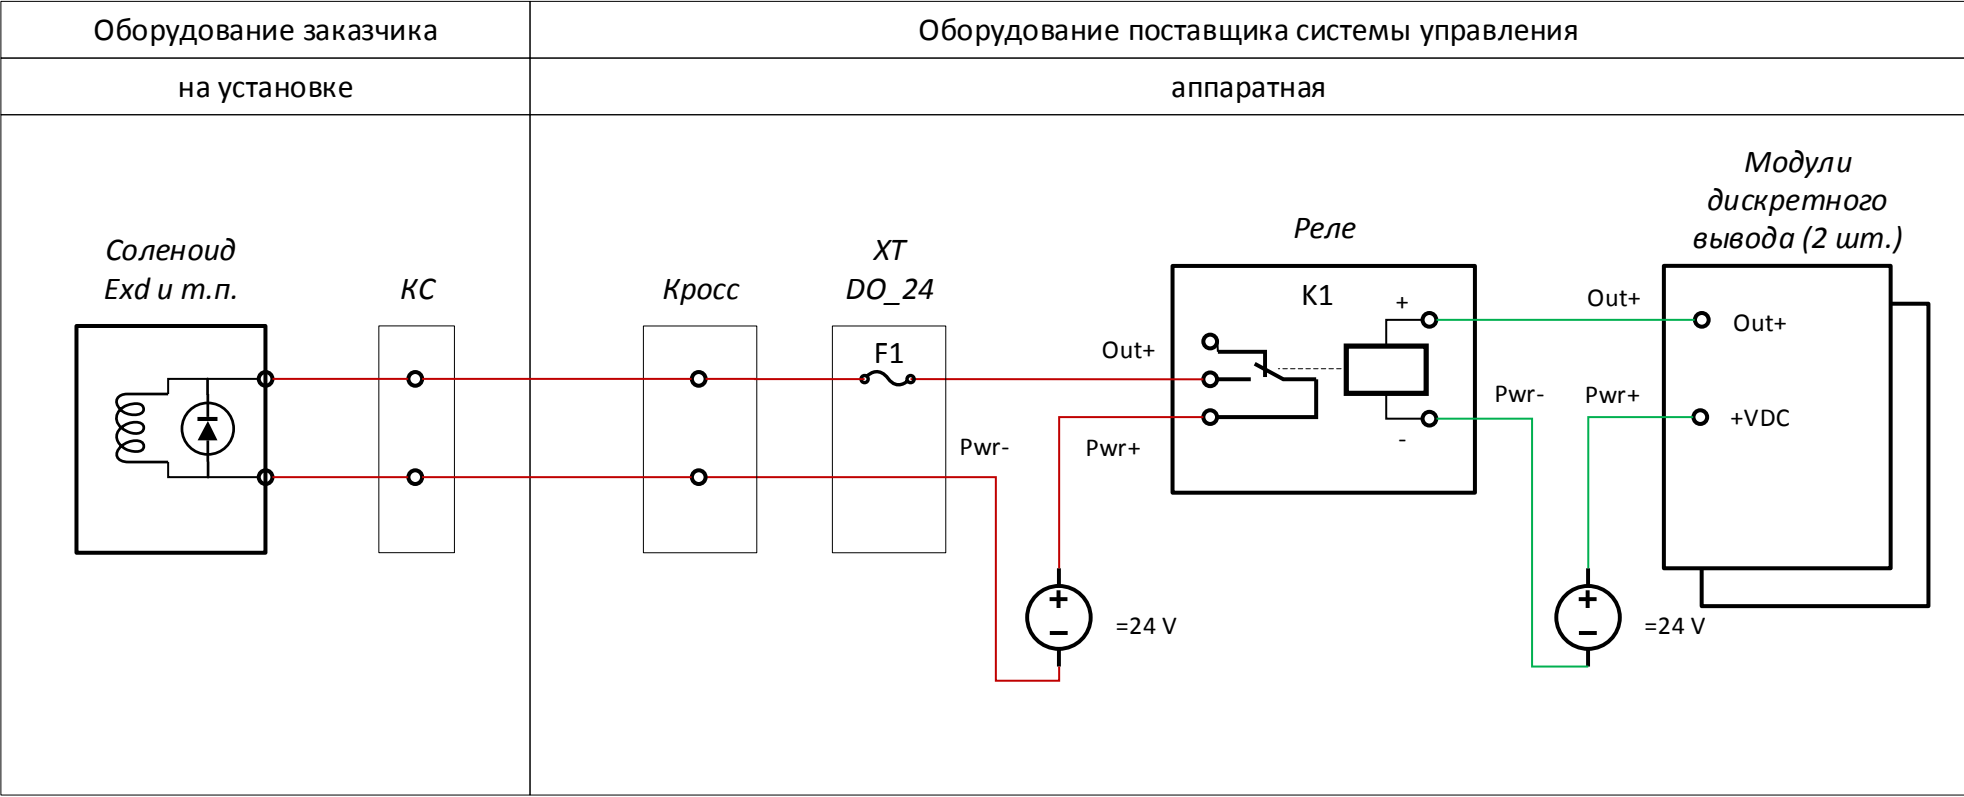 Оборудование заказчика
Оборудование поставщика системы управления
на установке
аппаратная
Соленоид
Exd и т.п.
КС
Кросс
XT
DO_24
F1
Реле
K1
+
-
Модули
дискретного
вывода (2 шт.)
Out+
Out+
Out+
Pwr-
Pwr+
Pwr-
Pwr+
+VDC
=24 V
=24 V